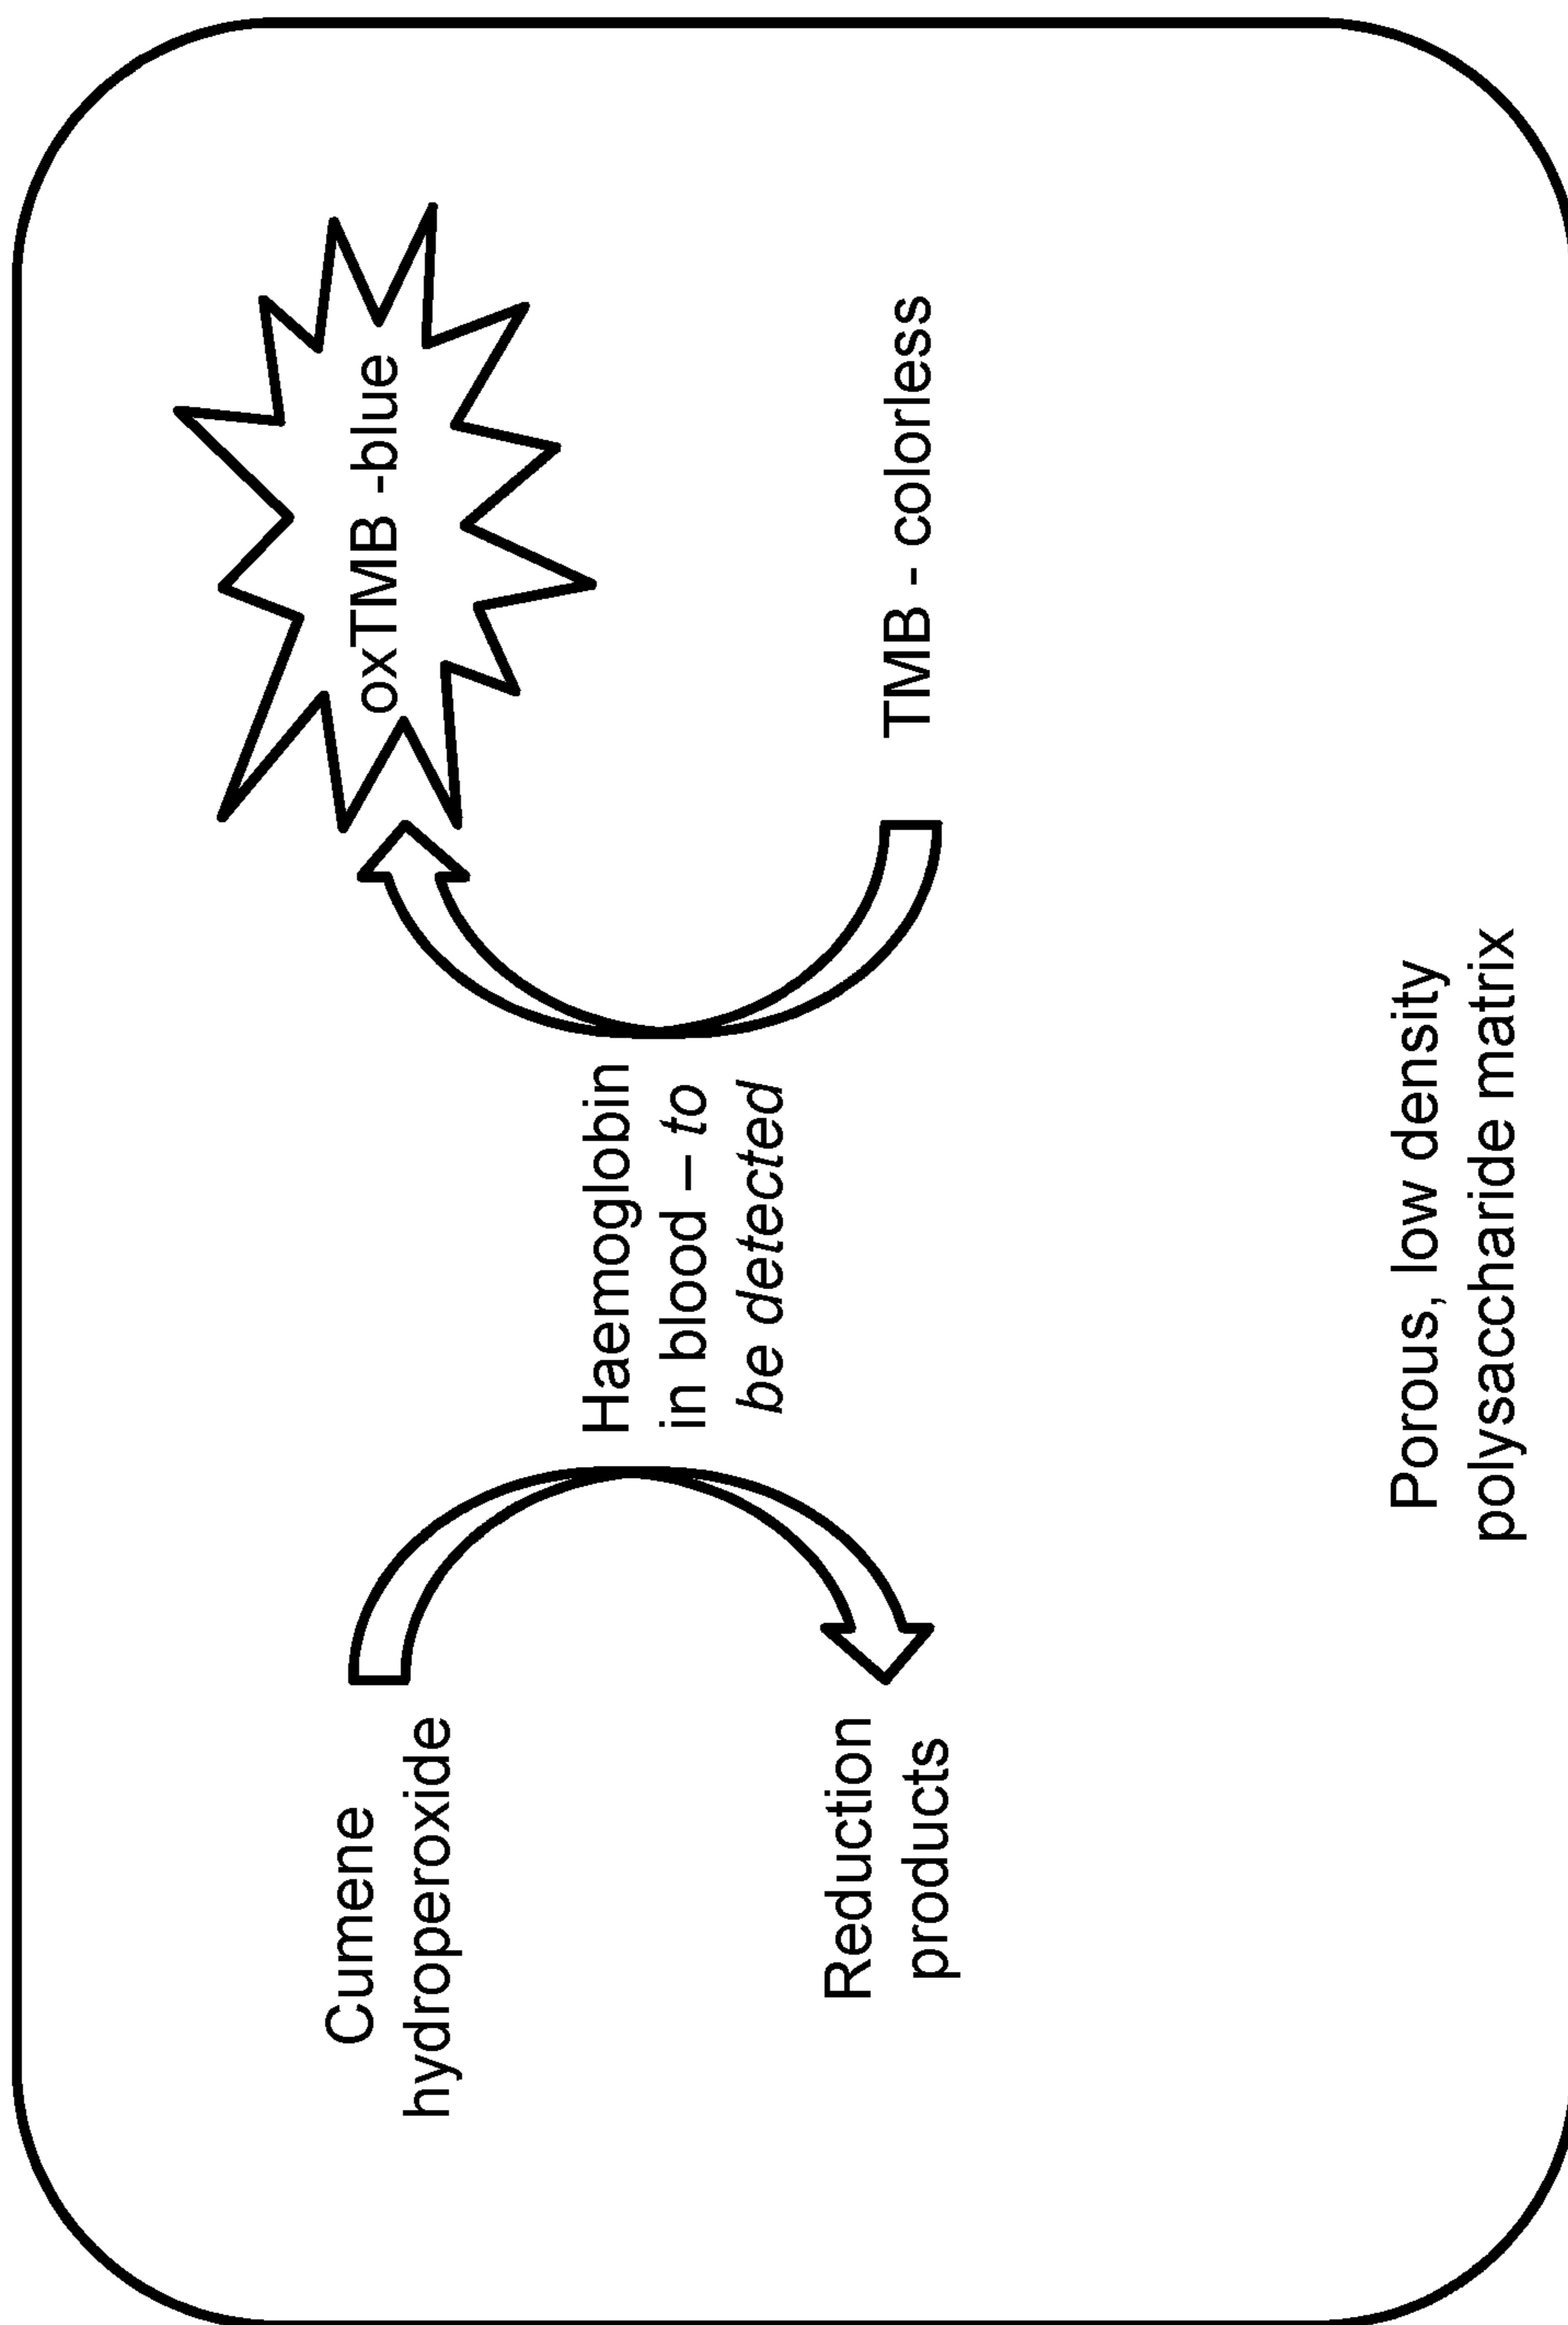 Cumene
hydroperoxide
Reduction
products
Haemoglobin
in blood – to
be detected
oxTMB -blue
TMB - colorless
Porous, low density
polysaccharide matrix